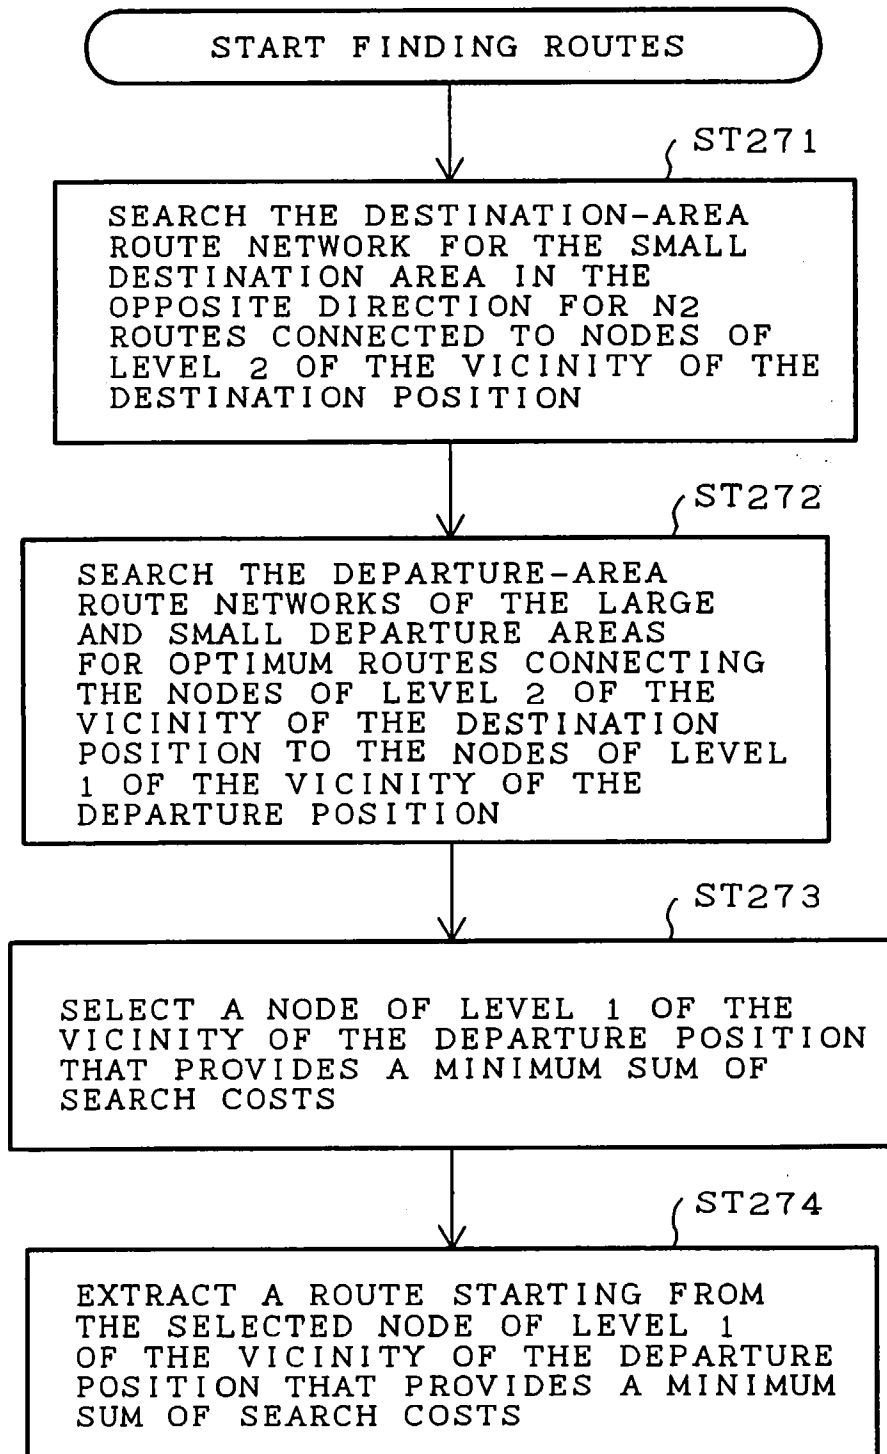 START FINDING ROUTES
ST271
SEARCH THE DESTINATION-AREA
ROUTE NETWORK FOR THE SMALL
DESTINATION AREA IN THE
OPPOSITE DIRECTION FOR N2
ROUTES CONNECTED TO NODES OF
LEVEL 2 OF THE VICINITY OF THE
DESTINATION POSITION
ST272
SEARCH THE DEPARTURE-AREA
ROUTE NETWORKS OF THE LARGE
AND SMALL DEPARTURE AREAS
FOR OPTIMUM ROUTES CONNECTING
THE NODES OF LEVEL 2 OF THE
VICINITY OF THE DESTINATION
POSITION TO THE NODES OF LEVEL
1 OF THE VICINITY OF THE
DEPARTURE POSITION
ST273
SELECT A NODE OF LEVEL 1 OF THE
VICINITY OF THE DEPARTURE POSITION
THAT PROVIDES A MINIMUM SUM OF
SEARCH COSTS
ST274
EXTRACT A ROUTE STARTING FROM
THE SELECTED NODE OF LEVEL 1
OF THE VICINITY OF THE DEPARTURE
POSITION THAT PROVIDES A MINIMUM
SUM OF SEARCH COSTS